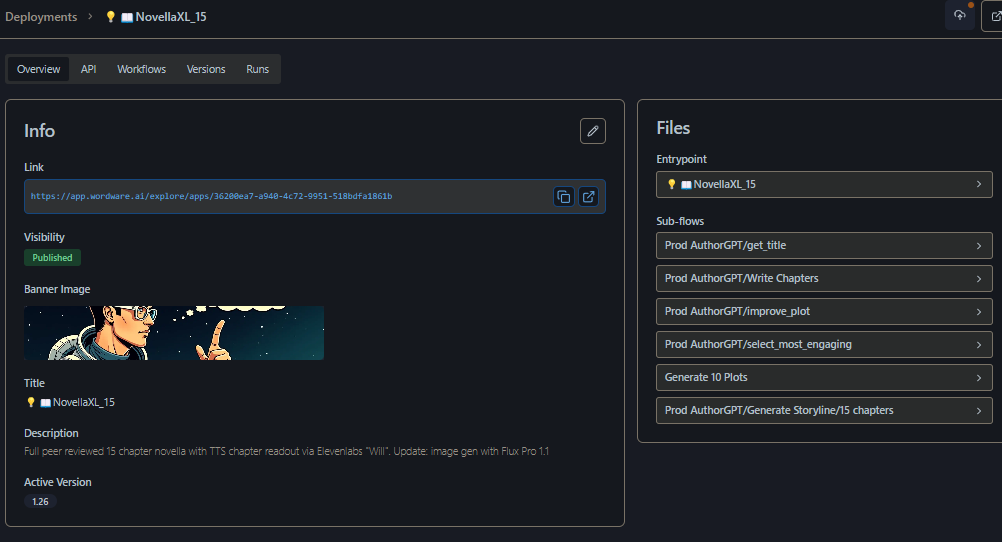 Deployments > 💡 📖 NovellaXL_15
Overview API Workflows Versions Runs
Info
Link
https://app.wordware.ai/explore/apps/36200ea7-a940-4c72-9951-518bdfa1861b
Visibility
Published
Banner Image
Title
💡 📖 NovellaXL_15
Description
Full peer reviewed 15 chapter novella with TTS chapter readout via Elevenlabs "Will". Update: image gen with Flux Pro 1.1
Active Version
1.26
Files
Entrypoint
💡 📖 NovellaXL_15
Sub-flows
Prod AuthorGPT/get_title
Prod AuthorGPT/Write Chapters
Prod AuthorGPT/improve_plot
Prod AuthorGPT/select_most_engaging
Generate 10 Plots
Prod AuthorGPT/Generate Storyline/15 chapters